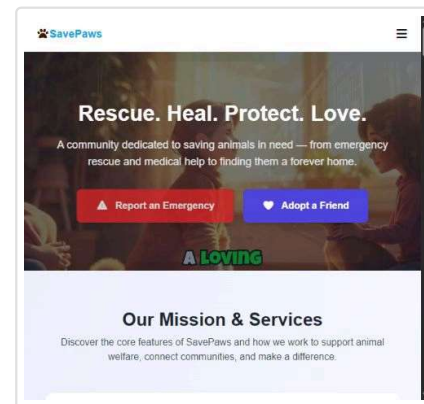 SavePaws
Rescue. Heal. Protect. Love.
A community dedicated to saving animals in need — from emergency
rescue and medical help to finding them a forever home.
Report an Emergency
Adopt a Friend
A LOVING
Our Mission & Services
Discover the core features of SavePaws and how we work to support animal
welfare, connect communities, and make a difference.